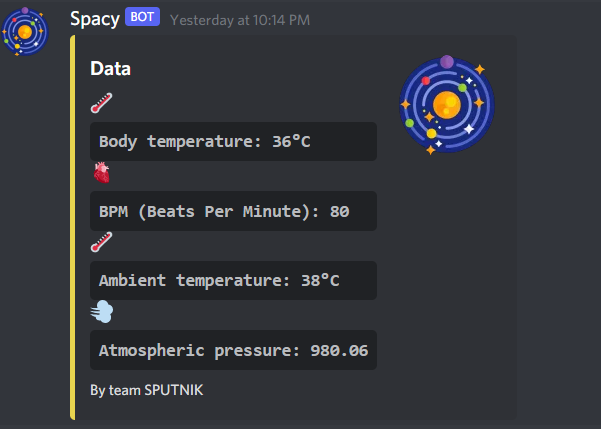 Spacy BOT Yesterday at 10:14 PM
Data
Body temperature: 36°C
BPM (Beats Per Minute): 80
Ambient temperature: 38°C
Atmospheric pressure: 980.06
By team SPUTNIK